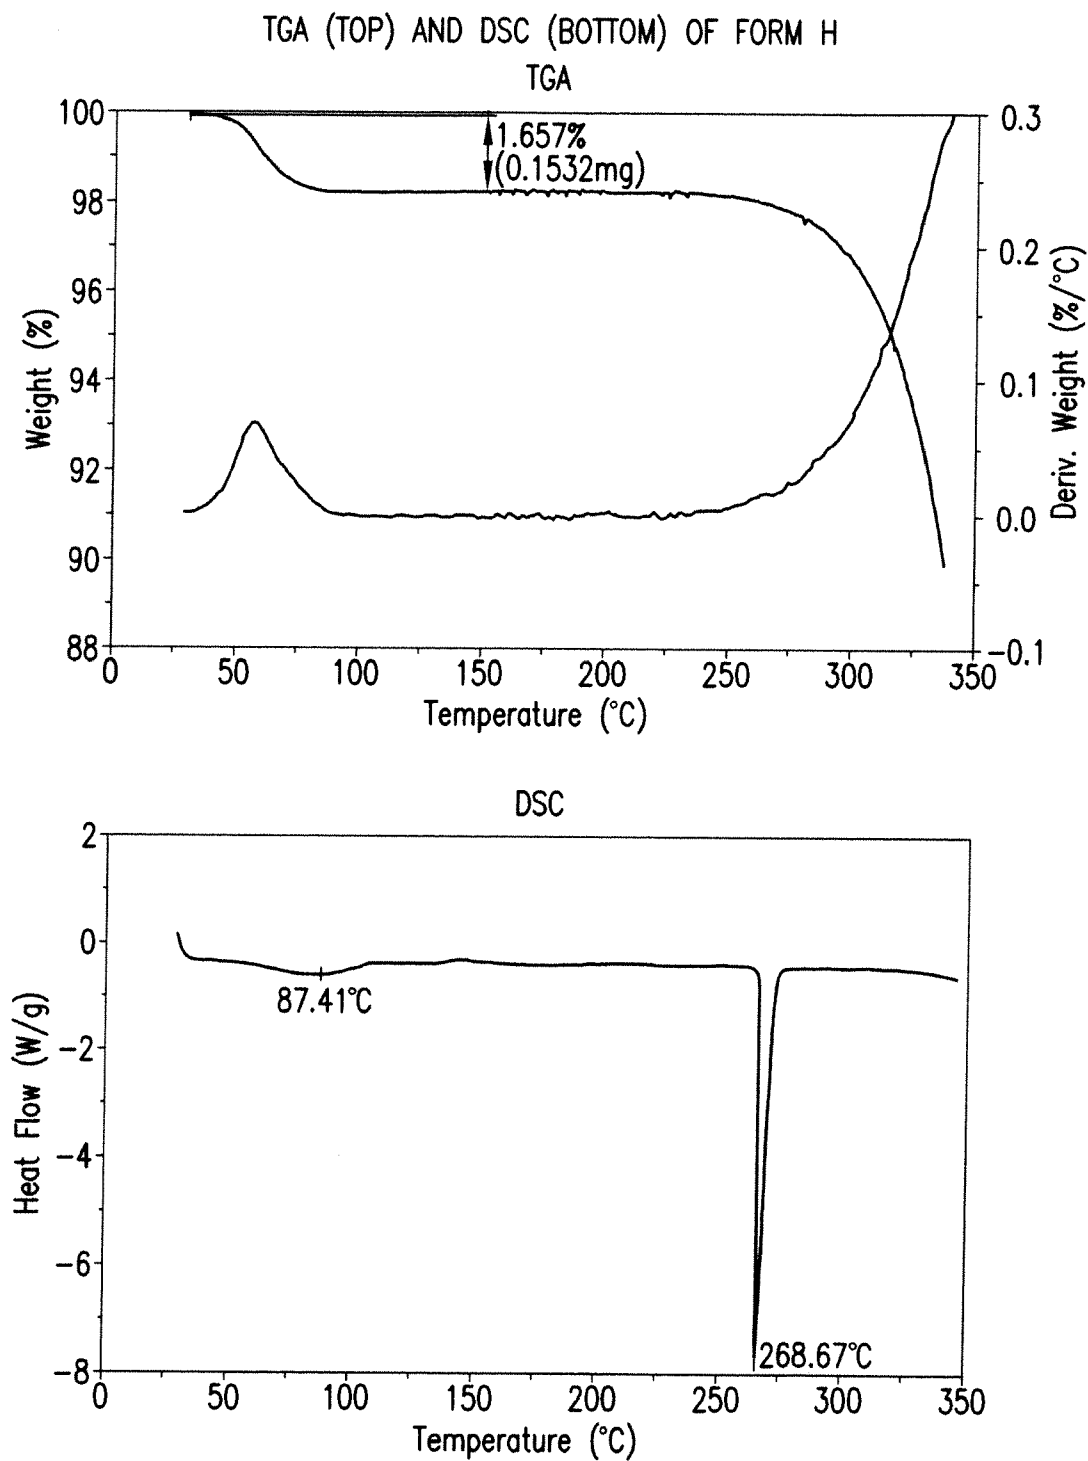 TGA (TOP) AND DSC (BOTTOM) OF FORM H
TGA
100
98
96
94
92
90
88
Weight (%)
1.657%
(0.1532mg)
0.3
0.2
0.1
0.0
-0.1
Deriv. Weight (%/°C)
0 50 100 150 200 250 300 350
Temperature (°C)
DSC
2
0
-2
-4
-6
-8
Heat Flow (W/g)
87.41°C
268.67°C
0 50 100 150 200 250 300 350
Temperature (°C)